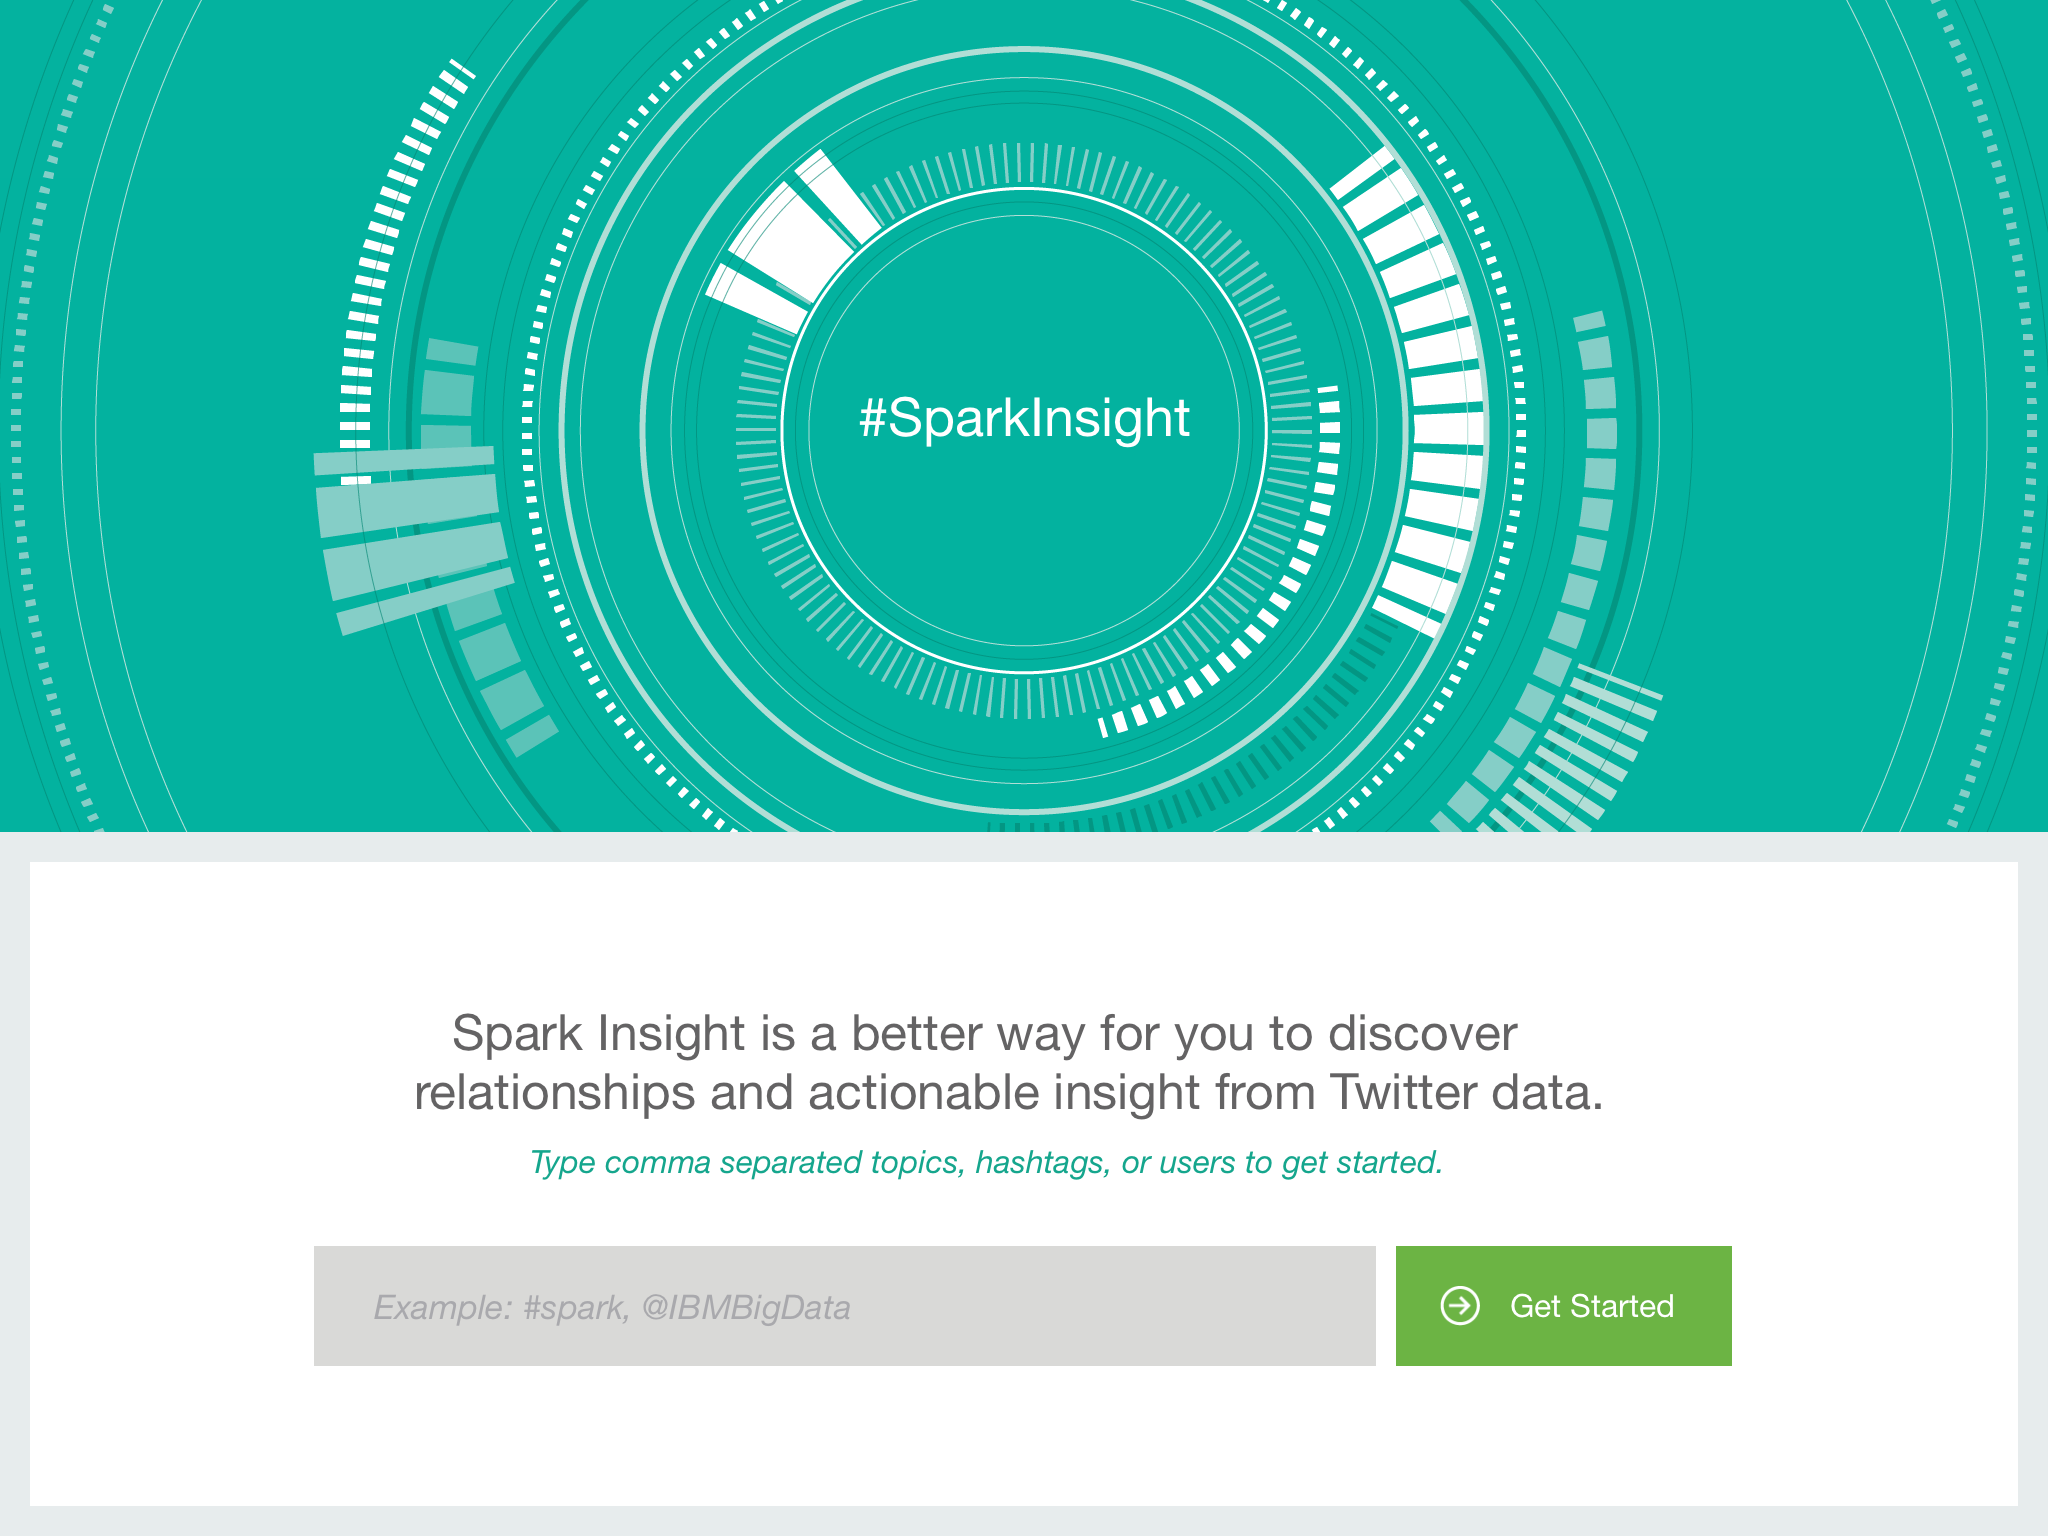 #SparkInsight
Spark Insight is a better way for you to discover
relationships and actionable insight from Twitter data.
Type comma separated topics, hashtags, or users to get started.
Example: #spark, @IBMBigData
Get Started